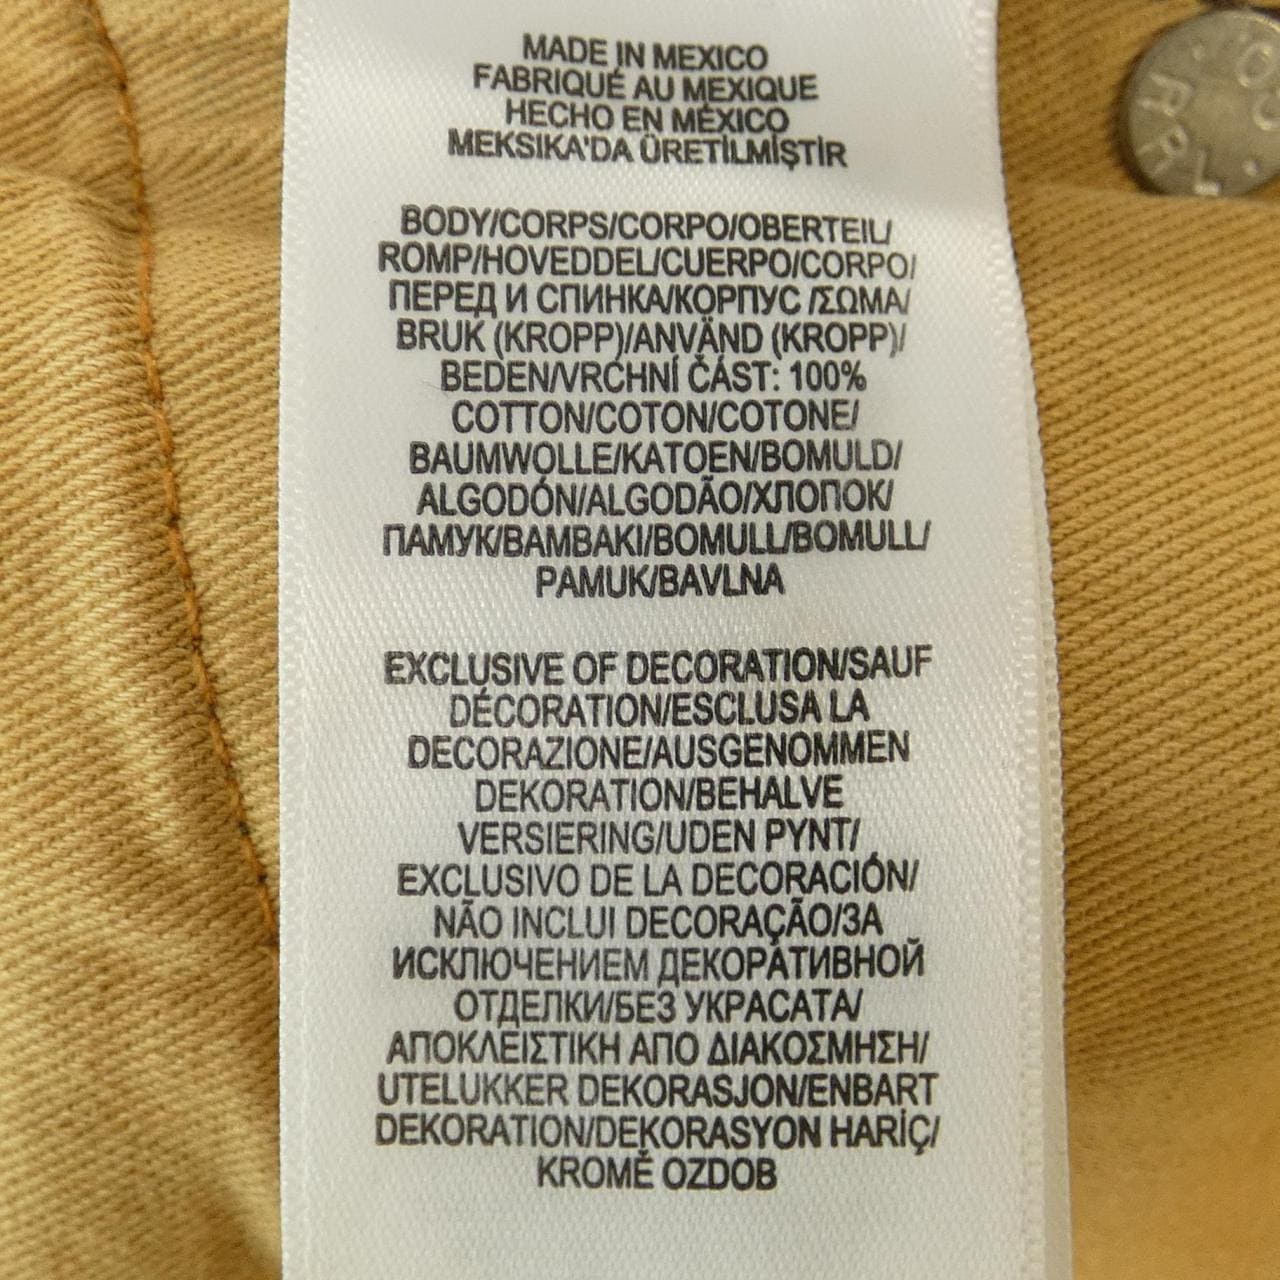 MADE IN MEXICO
FABRIQUÉ AU MEXIQUE
HECHO EN MÉXICO
MEKSIKA'DA ÜRETİLMİŞTİR
BODY/CORPS/CORPO/OBERTEIL/
ROMP/HOVEDDEL/CUERPO/CORPO/
ПЕРЕД И СПИНКА/КОРПУС /ΣΩΜΑ/
BRUK (KROPP)/ANVÄND (KROPP)/
BEDEN/VRCHNÍ ČÁST: 100%
COTTON/COTON/COTONE/
BAUMWOLLE/KATOEN/BOMULD/
ALGODÓN/ALGODÃO/ХЛОПОК/
ПАМУК/BAMBAKI/BOMULL/BOMULL/
PAMUK/BAVLNA
EXCLUSIVE OF DECORATION/SAUF
DÉCORATION/ESCLUSA LA
DECORAZIONE/AUSGENOMMEN
DEKORATION/BEHALVE
VERSIERING/UDEN PYNT/
EXCLUSIVO DE LA DECORACIÓN/
NÃO INCLUI DECORAÇÃO/ЗА
ИСКЛЮЧЕНИЕМ ДЕКОРАТИВНОЙ
ОТДЕЛКИ/БЕЗ УКРАСАТА/
ΑΠΟΚΛΕΙΣΤΙΚΗ ΑΠΟ ΔΙΑΚΟΣΜΗΣΗ/
UTELUKKER DEKORASJON/ENBART
DEKORATION/DEKORASYON HARİÇ/
KROMĚ OZDOB
RRL